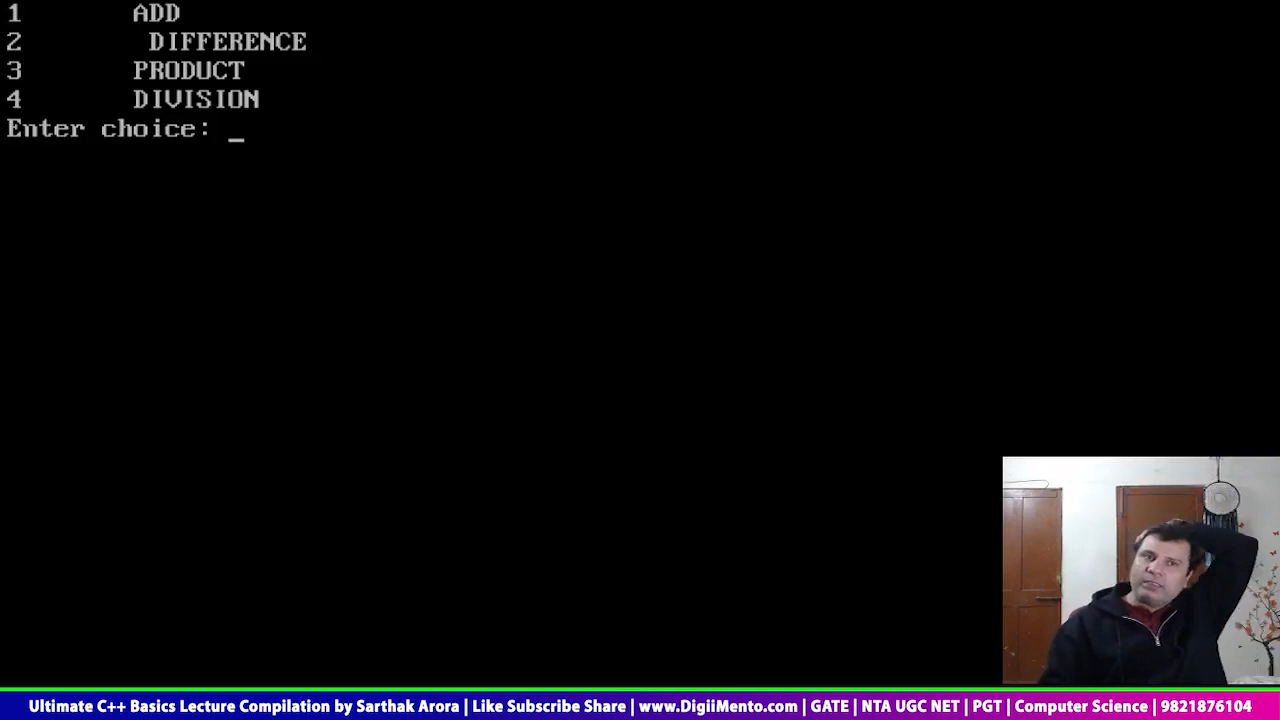 1 ADD
2 DIFFERENCE
3 PRODUCT
4 DIVISION
Enter choice: _
Ultimate C++ Basics Lecture Compilation by Sarthak Arora | Like Subscribe Share | www.DigiiMento.com | GATE | NTA UGC NET | PGT | Computer Science | 9821876104